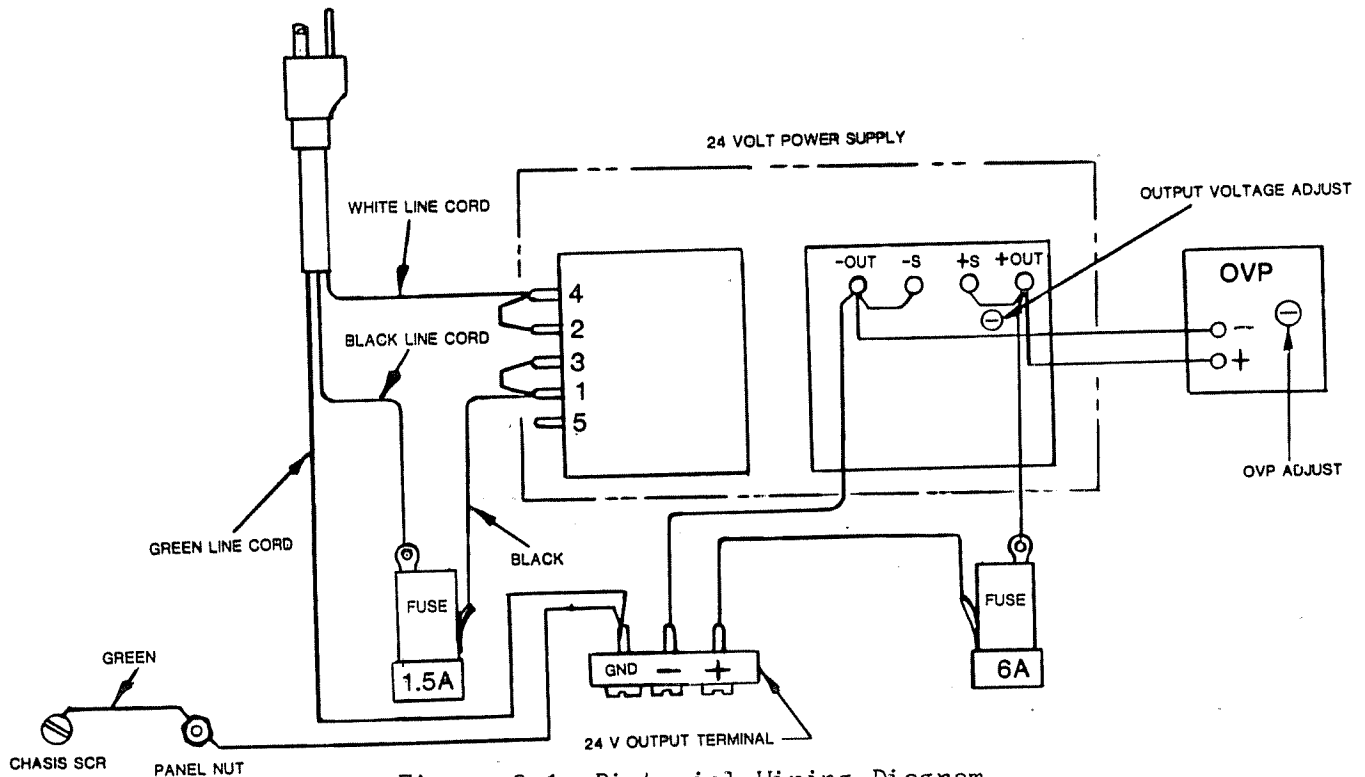 24 VOLT POWER SUPPLY
OUTPUT VOLTAGE ADJUST
WHITE LINE CORD
-OUT -S +S +OUT
OVP
4
2
3
1
5
−
+
BLACK LINE CORD
OVP ADJUST
GREEN LINE CORD
BLACK
FUSE
1.5A
FUSE
6A
GND − +
GREEN
CHASIS SCR
PANEL NUT
24 V OUTPUT TERMINAL
Pictorial Wiring Diagram